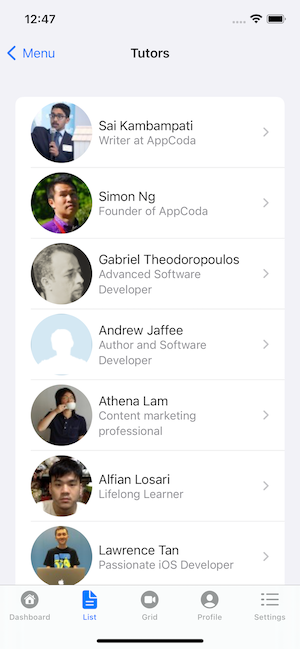 12:47
Menu
Tutors
Sai Kambampati
Writer at AppCoda
Simon Ng
Founder of AppCoda
Gabriel Theodoropoulos
Advanced Software
Developer
Andrew Jaffee
Author and Software
Developer
Athena Lam
Content marketing
professional
Alfian Losari
Lifelong Learner
Lawrence Tan
Passionate iOS Developer
Dashboard
List
Grid
Profile
Settings